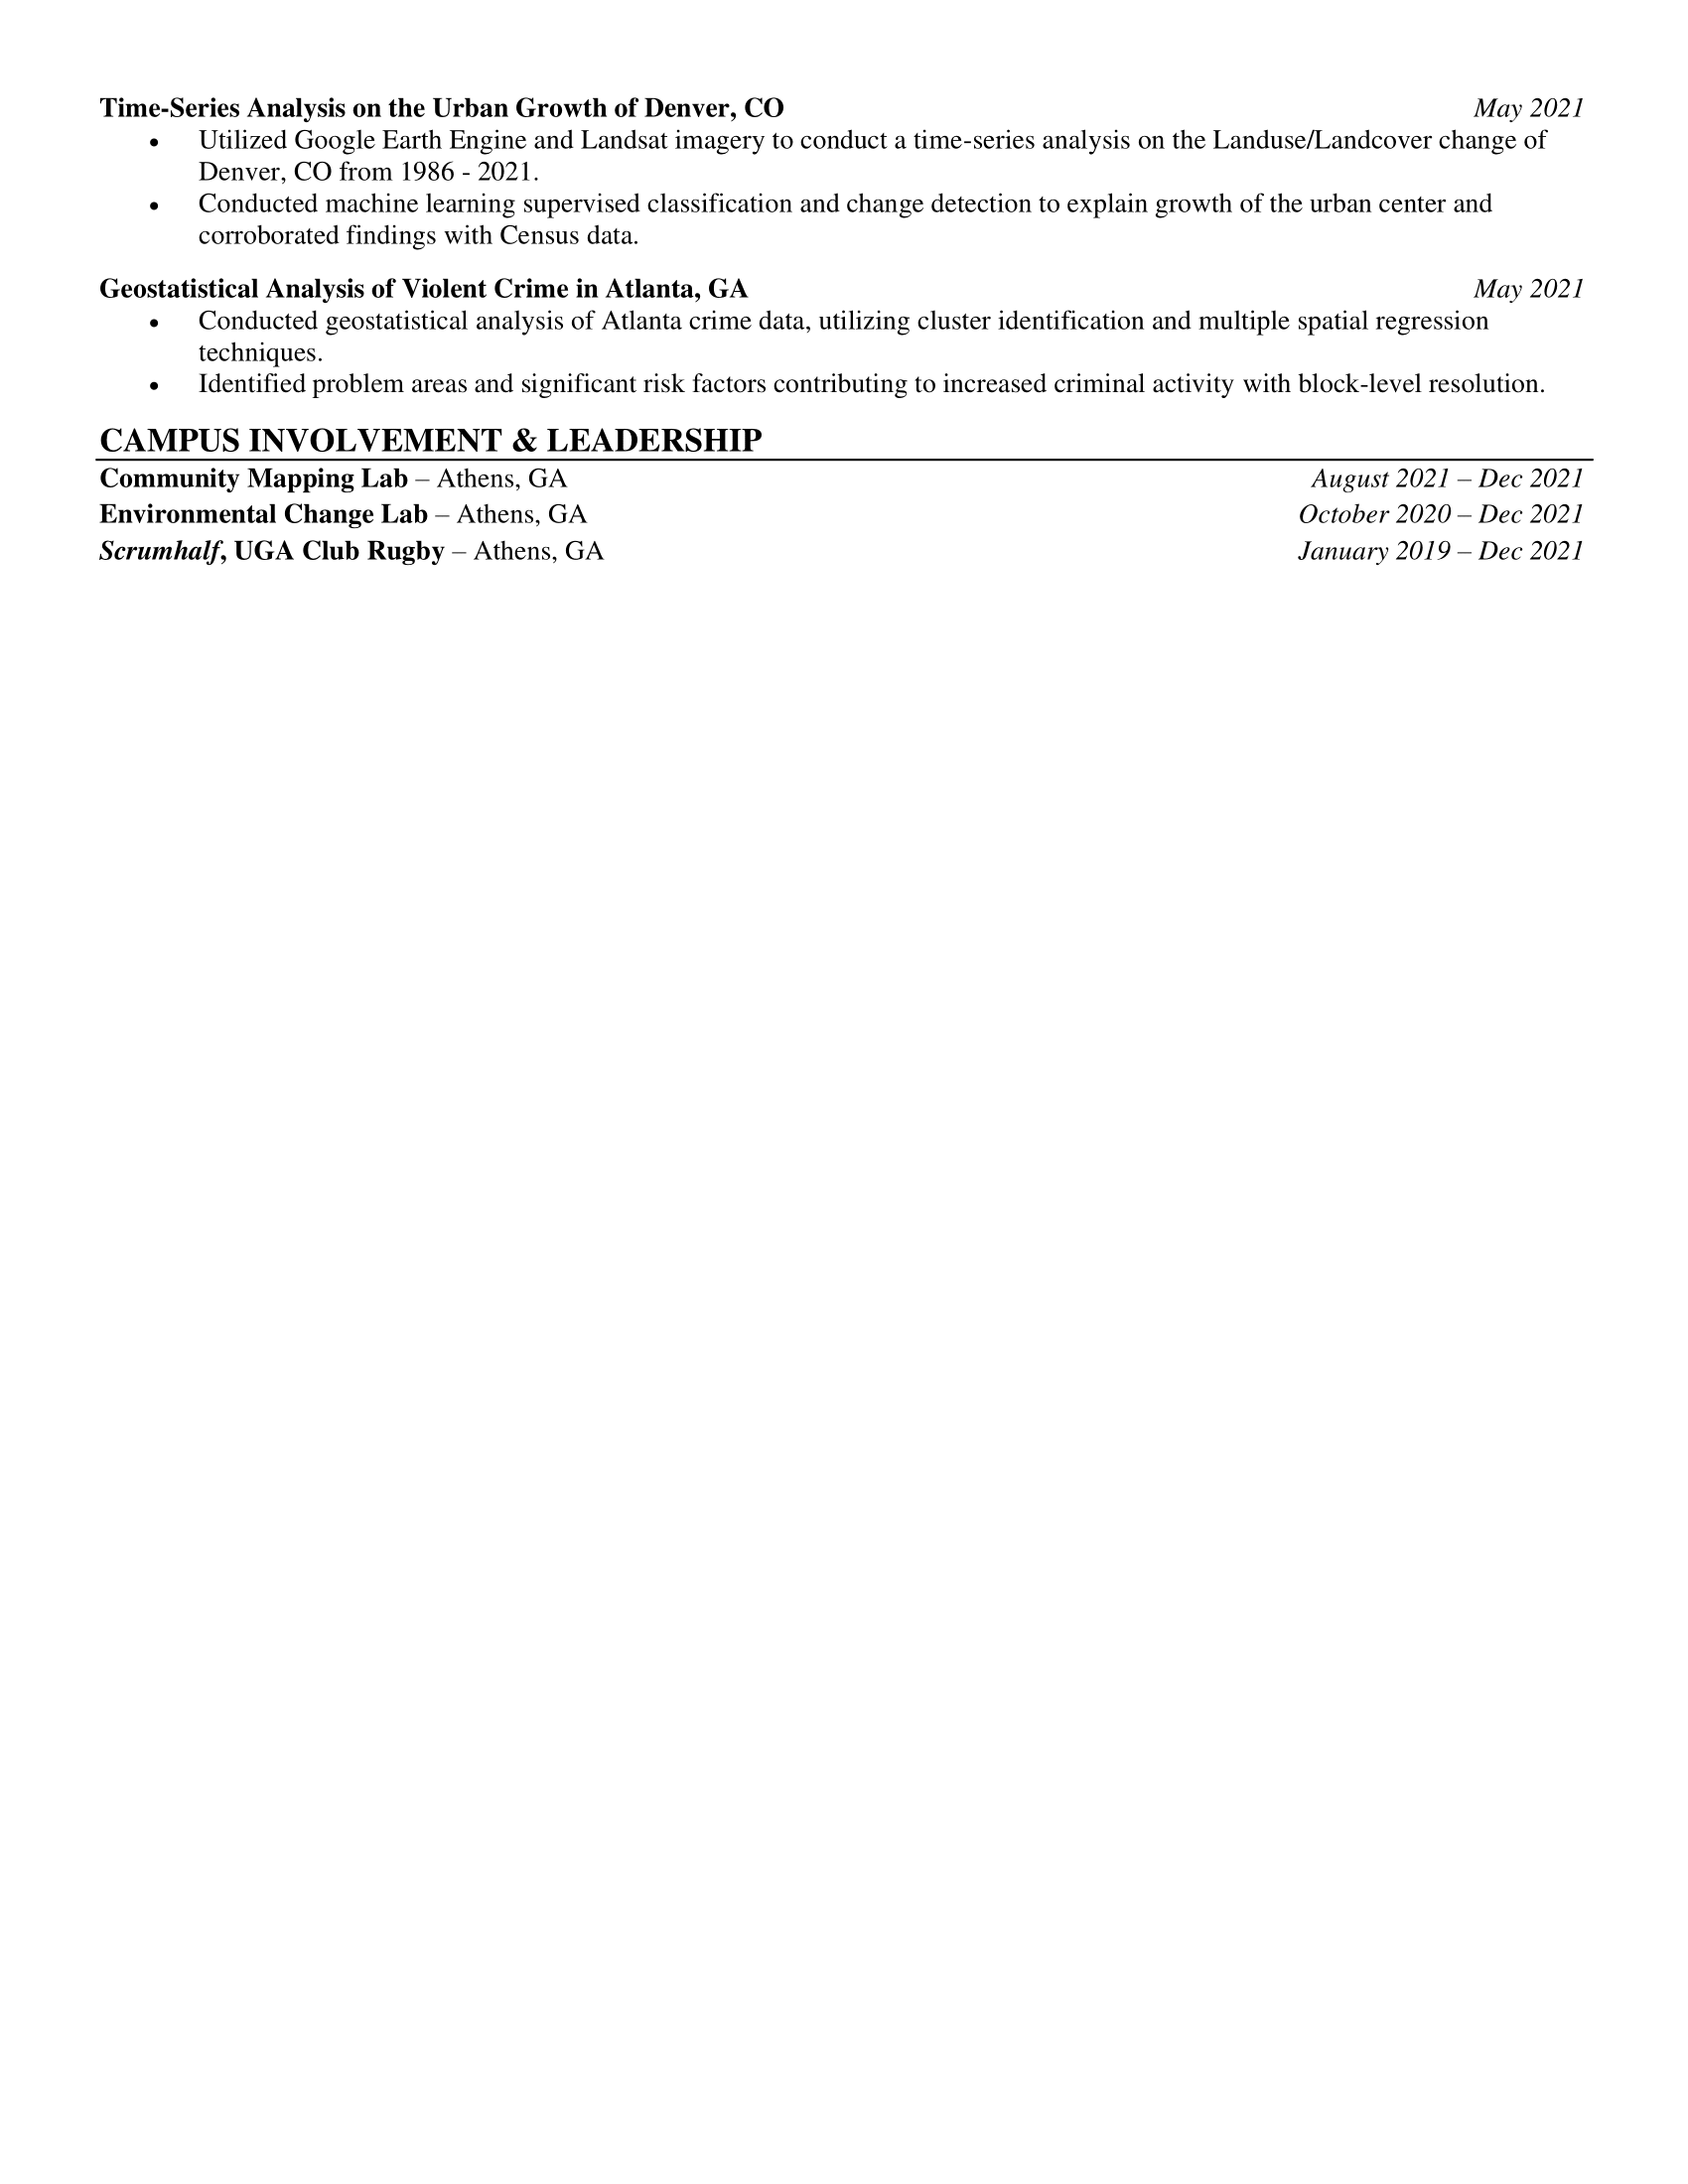 Time-Series Analysis on the Urban Growth of Denver, CO May 2021
• Utilized Google Earth Engine and Landsat imagery to conduct a time-series analysis on the Landuse/Landcover change of
Denver, CO from 1986 - 2021.
• Conducted machine learning supervised classification and change detection to explain growth of the urban center and
corroborated findings with Census data.
Geostatistical Analysis of Violent Crime in Atlanta, GA May 2021
• Conducted geostatistical analysis of Atlanta crime data, utilizing cluster identification and multiple spatial regression
techniques.
• Identified problem areas and significant risk factors contributing to increased criminal activity with block-level resolution.
CAMPUS INVOLVEMENT & LEADERSHIP
Community Mapping Lab – Athens, GA August 2021 – Dec 2021
Environmental Change Lab – Athens, GA October 2020 – Dec 2021
Scrumhalf, UGA Club Rugby – Athens, GA January 2019 – Dec 2021